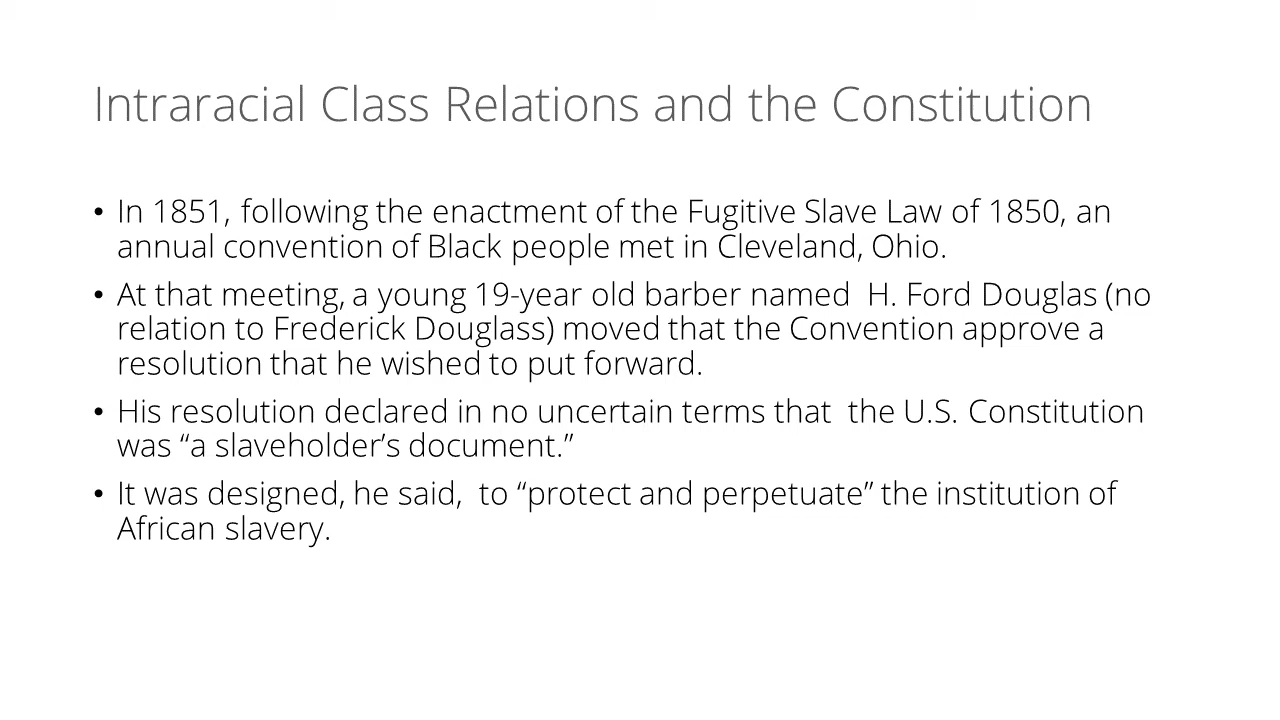 Intraracial Class Relations and the Constitution
• In 1851, following the enactment of the Fugitive Slave Law of 1850, an
annual convention of Black people met in Cleveland, Ohio.
• At that meeting, a young 19-year old barber named  H. Ford Douglas (no
relation to Frederick Douglass) moved that the Convention approve a
resolution that he wished to put forward.
• His resolution declared in no uncertain terms that  the U.S. Constitution
was “a slaveholder’s document.”
• It was designed, he said,  to “protect and perpetuate” the institution of
African slavery.